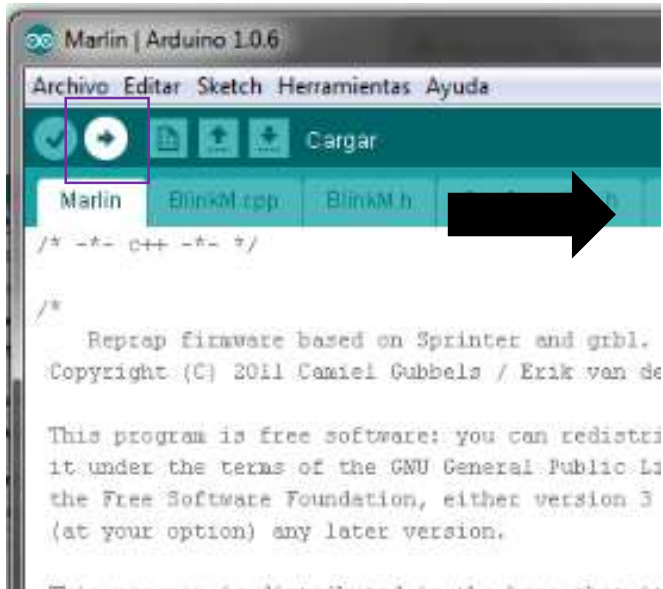 Marlin | Arduino 1.0.6
Archivo Editar Sketch Herramientas Ayuda
Cargar
Marlin BlinkM.cpp BlinkM.h
/* -*- c++ -*- */
/*
Reprap firmware based on Sprinter and grbl.
Copyright (C) 2011 Camiel Gubbels / Erik van de
This program is free software: you can redistri
it under the terms of the GNU General Public Li
the Free Software Foundation, either version 3
(at your option) any later version.